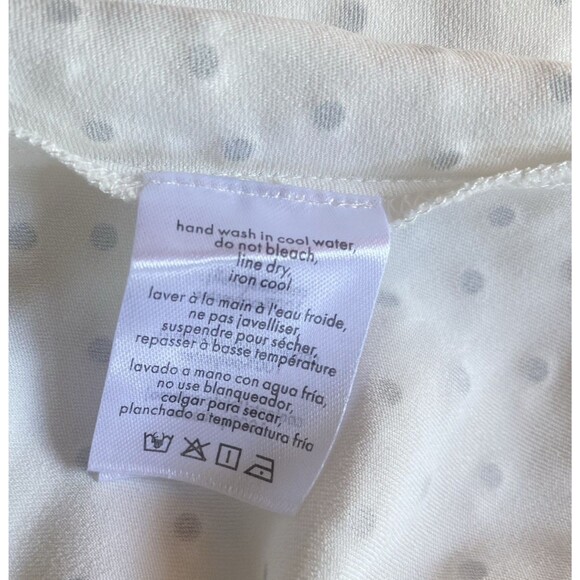 hand wash in cool water,
do not bleach,
line dry,
iron cool
laver à la main à l'eau froide,
ne pas javelliser,
suspendre pour sécher,
repasser à basse température
lavado a mano con agua fría,
no use blanqueador,
colgar para secar,
planchado a temperatura fría